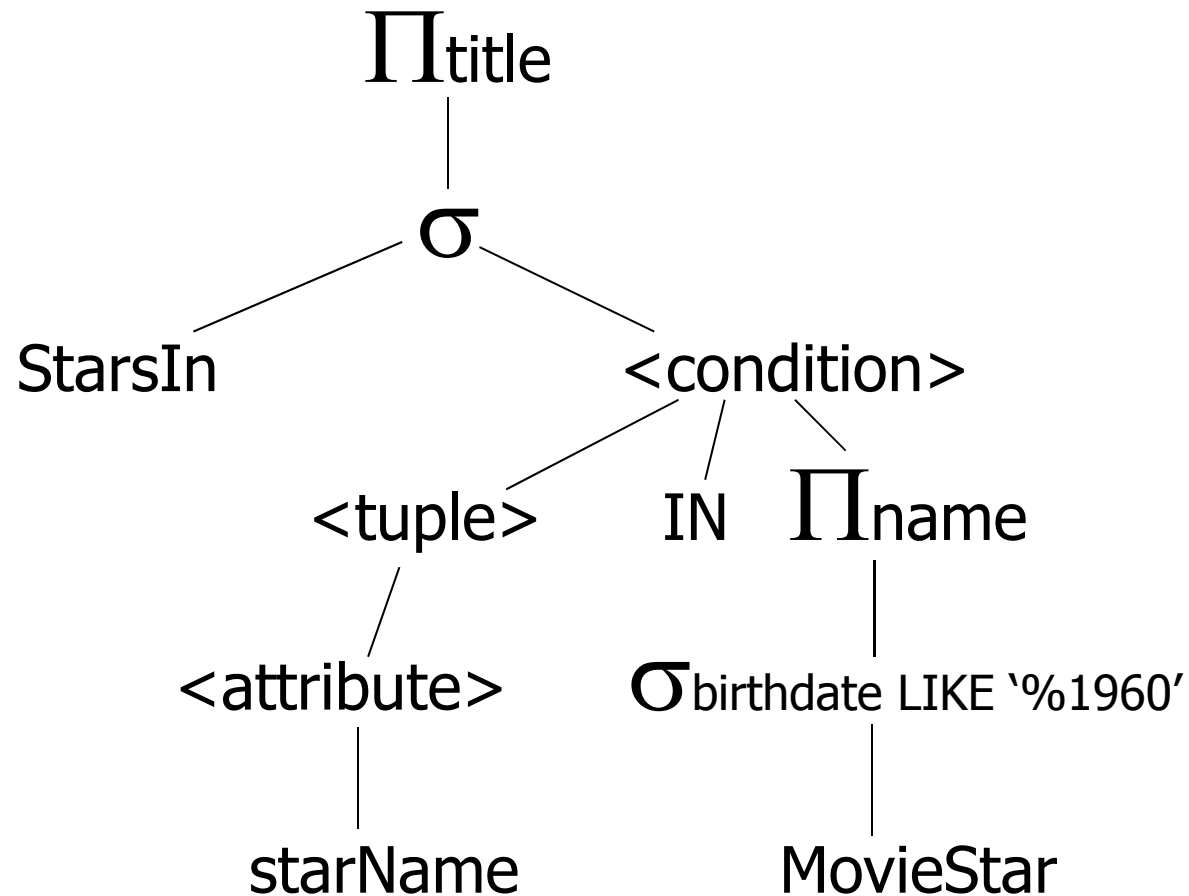 Πtitle
σ
StarsIn <condition>
<tuple> IN Πname
<attribute> σbirthdate LIKE ‘%1960’
starName MovieStar